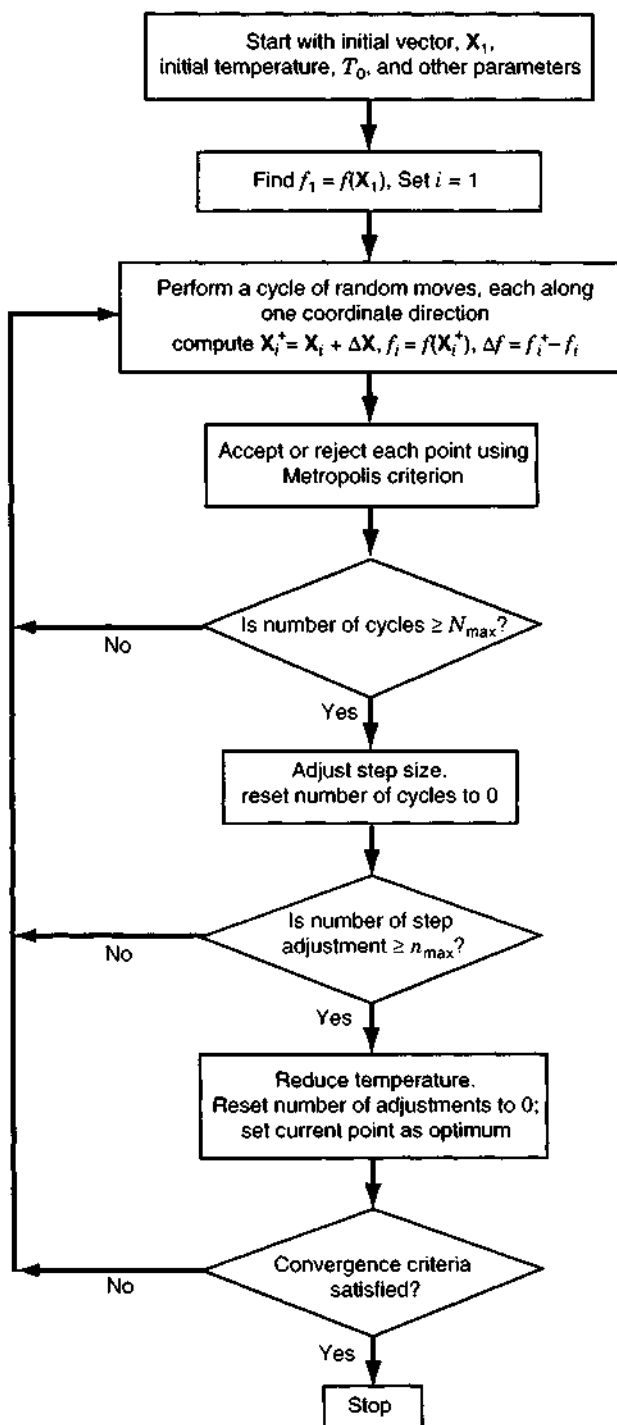 Start with initial vector, X₁,
initial temperature, T₀, and other parameters
Find f₁ = f(X₁), Set i = 1
Perform a cycle of random moves, each along
one coordinate direction
compute Xᵢ⁺ = Xᵢ + ΔX, fᵢ = f(Xᵢ⁺), Δf = fᵢ⁺ – fᵢ
Accept or reject each point using
Metropolis criterion
Is number of cycles ≥ Nₘₐₓ?
No
Yes
Adjust step size.
reset number of cycles to 0
Is number of step
adjustment ≥ nₘₐₓ?
No
Yes
Reduce temperature.
Reset number of adjustments to 0;
set current point as optimum
Convergence criteria
satisfied?
No
Yes
Stop